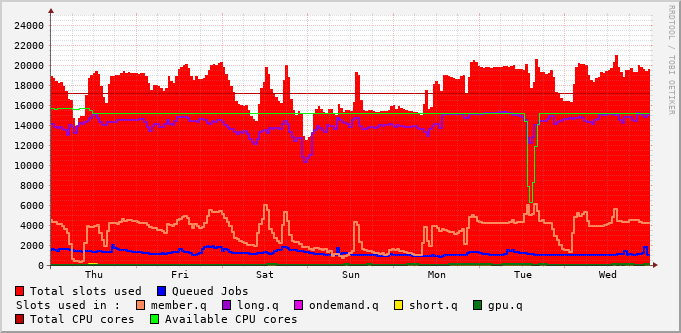 RRDTOOL / TOBI OETIKER
24000
22000
20000
18000
16000
14000
12000
10000
8000
6000
4000
2000
0
Thu Fri Sat Sun Mon Tue Wed
Total slots used Queued Jobs
Slots used in : member.q long.q ondemand.q short.q gpu.q
Total CPU cores Available CPU cores